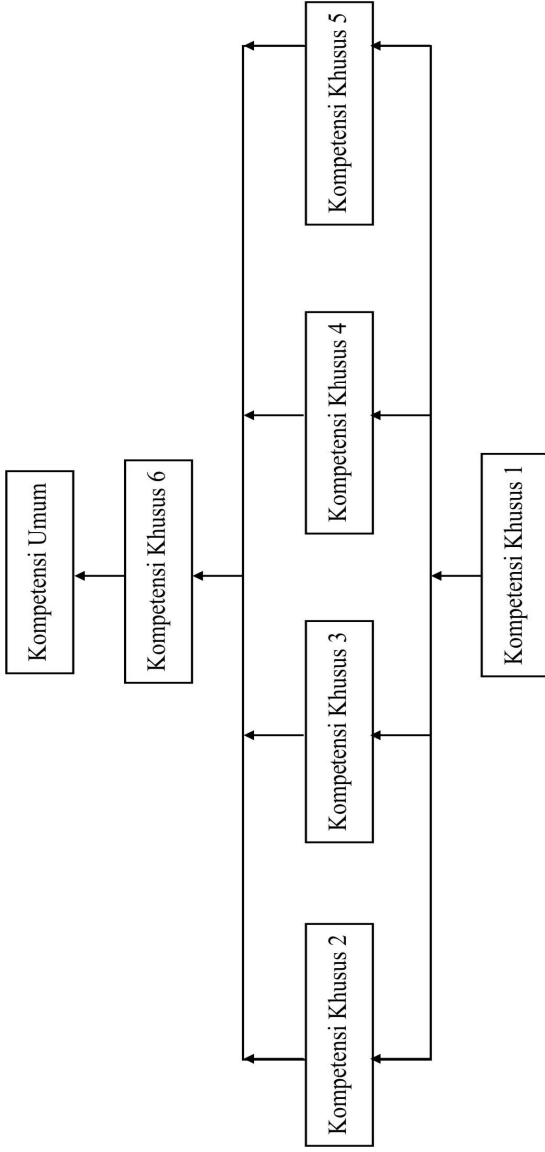 Kompetensi Umum
Kompetensi Khusus 6
Kompetensi Khusus 2
Kompetensi Khusus 3
Kompetensi Khusus 4
Kompetensi Khusus 5
Kompetensi Khusus 1